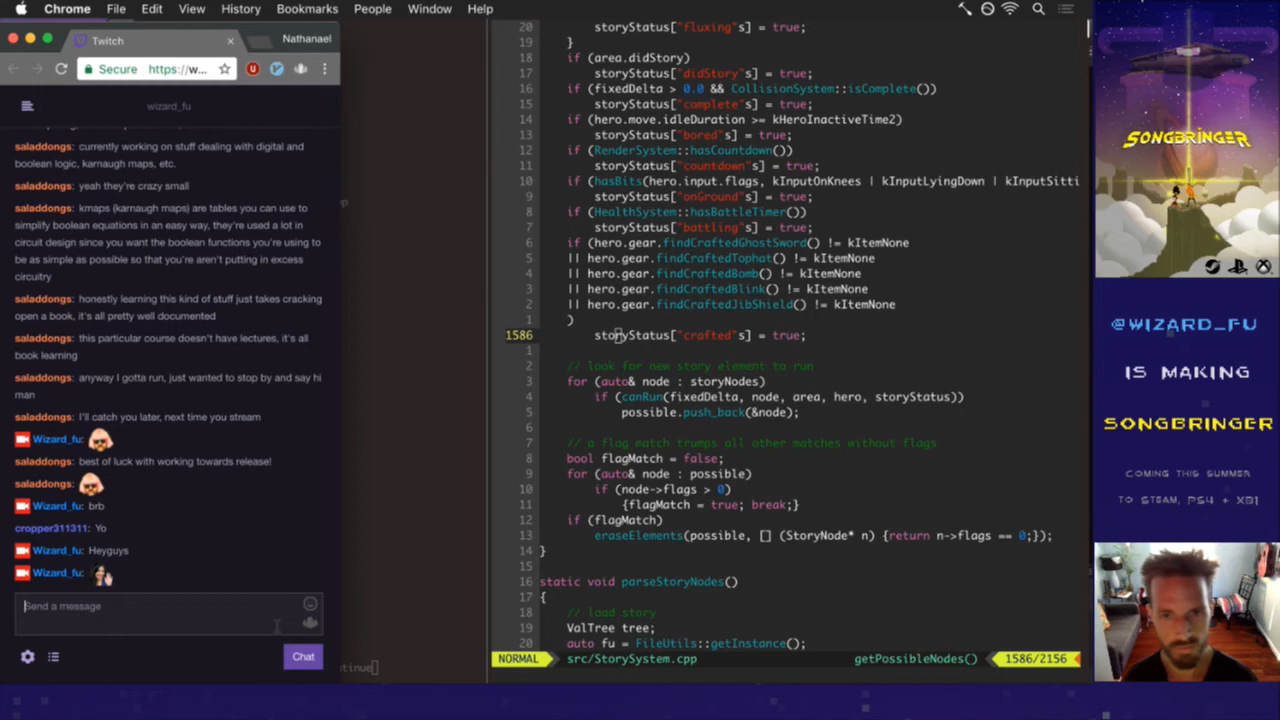 Chrome File Edit View History Bookmarks People Window Help
Twitch
Nathanael
Secure https://w...
wizard_fu
saladdongs: currently working on stuff dealing with digital and
boolean logic, karnaugh maps, etc.
saladdongs: yeah they're crazy small
saladdongs: kmaps (karnaugh maps) are tables you can use to
simplify boolean equations in an easy way, they're used a lot in
circuit design since you want the boolean functions you're using to
be as simple as possible so that you're aren't putting in excess
circuitry
saladdongs: honestly learning this kind of stuff just takes cracking
open a book, it's all pretty well documented
saladdongs: this particular course doesn't have lectures, it's all
book learning
saladdongs: anyway I gotta run, just wanted to stop by and say hi
man
saladdongs: I'll catch you later, next time you stream
Wizard_fu:
saladdongs: best of luck with working towards release!
saladdongs:
Wizard_fu: brb
cropper311311: Yo
Wizard_fu: Heyguys
Wizard_fu:
Send a message
Chat
tinue]
20 storyStatus["fluxing"s] = true;
19 }
18 if (area.didStory)
17 storyStatus["didStory"s] = true;
16 if (fixedDelta > 0.0 && CollisionSystem::isComplete())
15 storyStatus["complete"s] = true;
14 if (hero.move.idleDuration >= kHeroInactiveTime2)
13 storyStatus["bored"s] = true;
12 if (RenderSystem::hasCountdown())
11 storyStatus["countdown"s] = true;
10 if (hasBits(hero.input.flags, kInputOnKnees | kInputLyingDown | kInputSitti
9 storyStatus["onGround"s] = true;
8 if (HealthSystem::hasBattleTimer())
7 storyStatus["battling"s] = true;
6 if (hero.gear.findCraftedGhostSword() != kItemNone
5 || hero.gear.findCraftedTophat() != kItemNone
4 || hero.gear.findCraftedBomb() != kItemNone
3 || hero.gear.findCraftedBlink() != kItemNone
2 || hero.gear.findCraftedJibShield() != kItemNone
1 )
1586 storyStatus["crafted"s] = true;
1
2 // look for new story element to run
3 for (auto& node : storyNodes)
4 if (canRun(fixedDelta, node, area, hero, storyStatus))
5 possible.push_back(&node);
6
7 // a flag match trumps all other matches without flags
8 bool flagMatch = false;
9 for (auto& node : possible)
10 if (node->flags > 0)
11 {flagMatch = true; break;}
12 if (flagMatch)
13 eraseElements(possible, [] (StoryNode* n) {return n->flags == 0;});
14 }
15
16 static void parseStoryNodes()
17 {
18 // load story
19 ValTree tree;
20 auto fu = FileUtils::getInstance();
NORMAL src/StorySystem.cpp getPossibleNodes() 1586/2156
SONGBRINGER
@WIZARD_FU
IS MAKING
SONGBRINGER
COMING THIS SUMMER
TO STEAM, PS4 + XB1